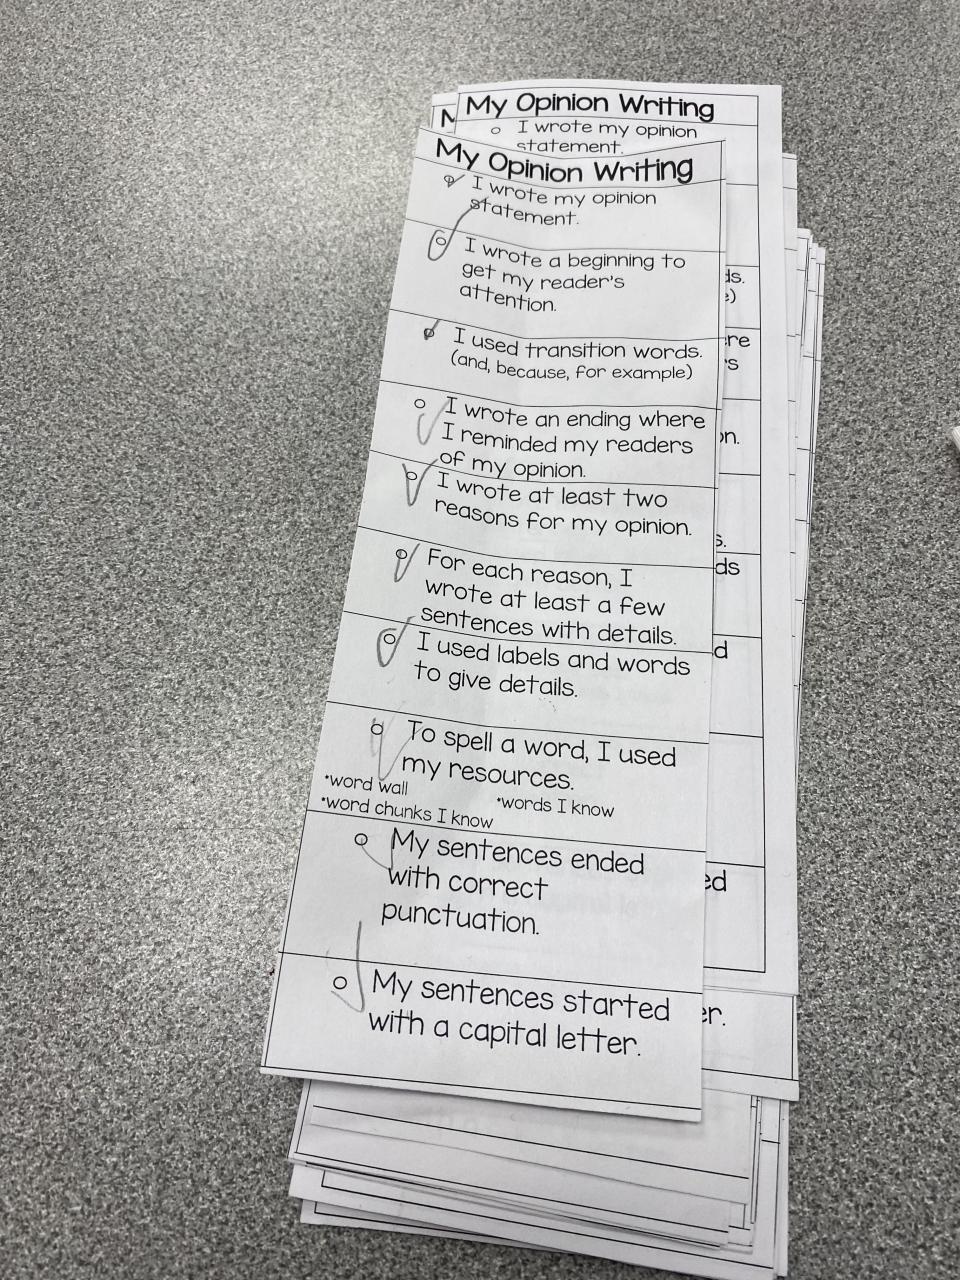 My Opinion Writing
I wrote my opinion
statement.
My Opinion Writing
I wrote my opinion
statement.
I wrote a beginning to
get my reader's
attention.
I used transition words.
(and, because, for example)
I wrote an ending where
I reminded my readers
of my opinion.
I wrote at least two
reasons for my opinion.
For each reason, I
wrote at least a few
sentences with details.
I used labels and words
to give details.
To spell a word, I used
my resources.
*word wall
*words I know
*word chunks I know
My sentences ended
with correct
punctuation.
My sentences started
with a capital letter.